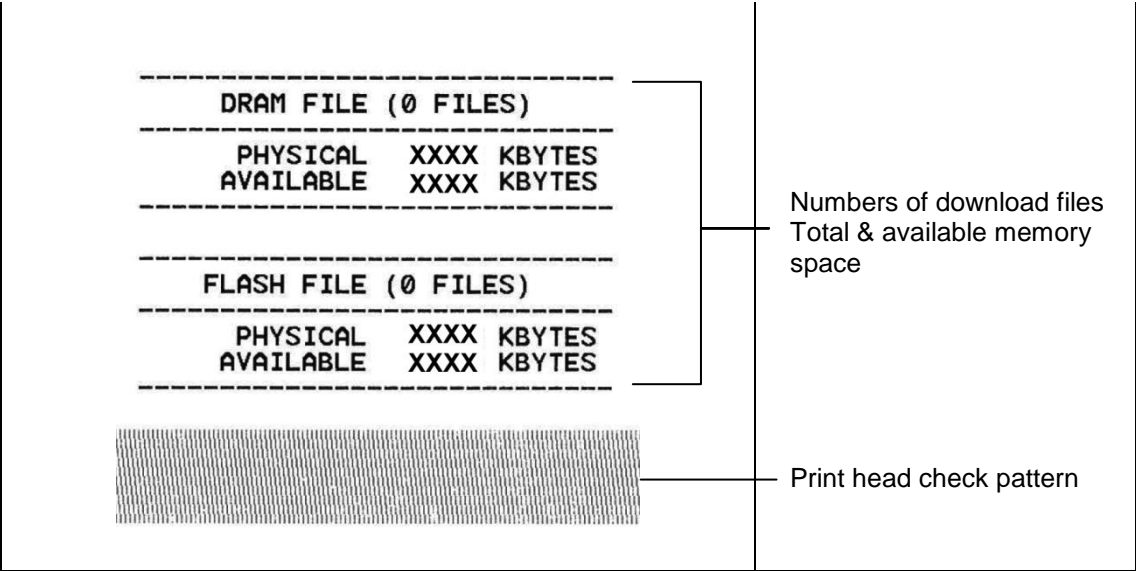 DRAM FILE (0 FILES)
PHYSICAL XXXX KBYTES
AVAILABLE XXXX KBYTES
FLASH FILE (0 FILES)
PHYSICAL XXXX KBYTES
AVAILABLE XXXX KBYTES
Numbers of download files
Total & available memory
space
Print head check pattern